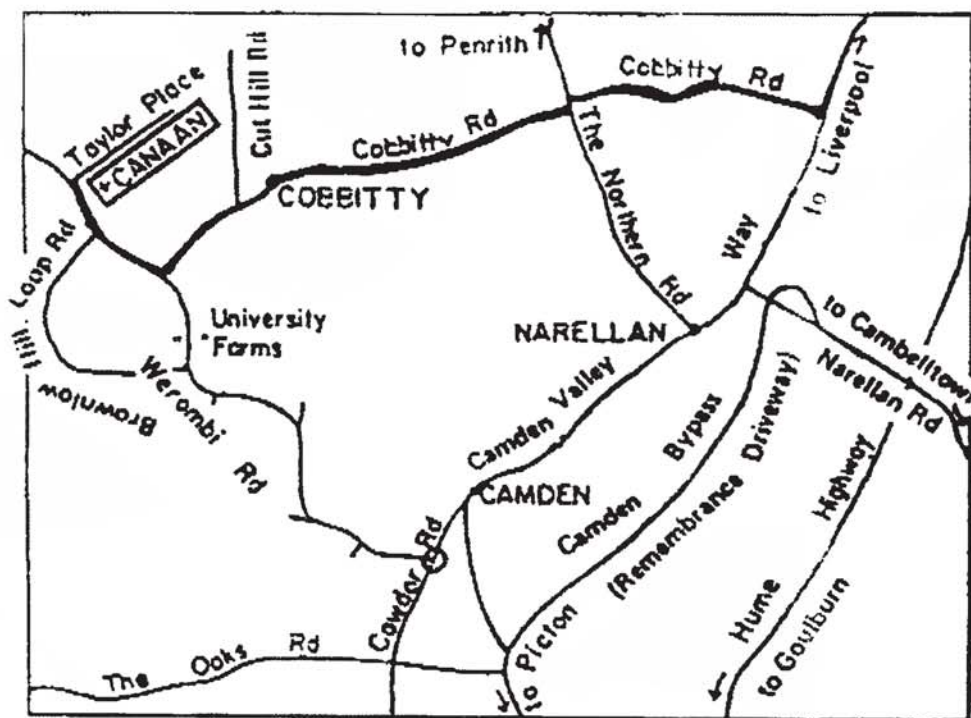 to Penrith
Cobbitty Rd
to Liverpool
Taylor Place
+CANAAN
Cut Hill Rd
Cobbitty Rd
COBBITTY
The Northern Rd
Way
Hill Loop Rd
Brownlow
University
Farms
Werombi Rd
NARELLAN
to Cambelltown
Narellan Rd
Camden Valley
CAMDEN
Camden Bypass
(Remembrance Driveway)
Hume Highway
to Goulburn
Cawdor Rd
The Oaks Rd
to Picton